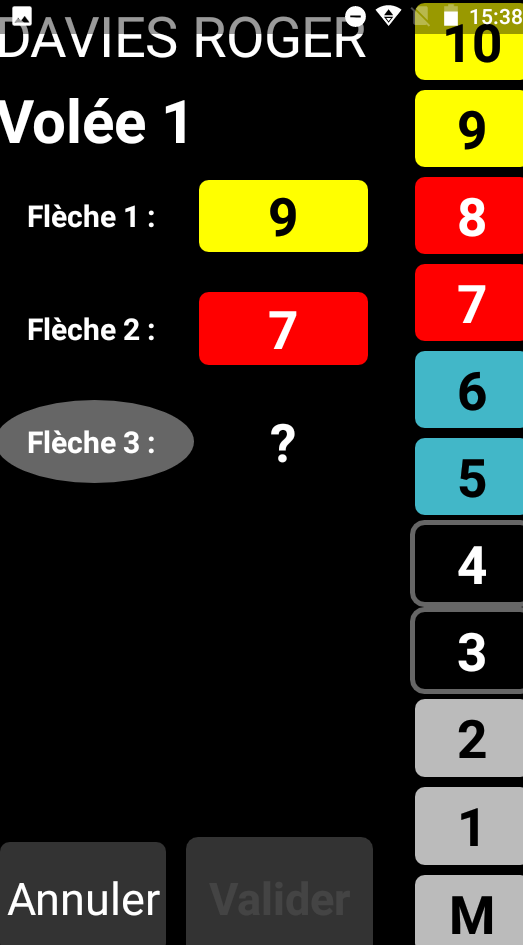 15:38
DAVIES ROGER
Volée 1
Flèche 1 : 9
Flèche 2 : 7
Flèche 3 : ?
10
9
8
7
6
5
4
3
2
1
M
Annuler
Valider